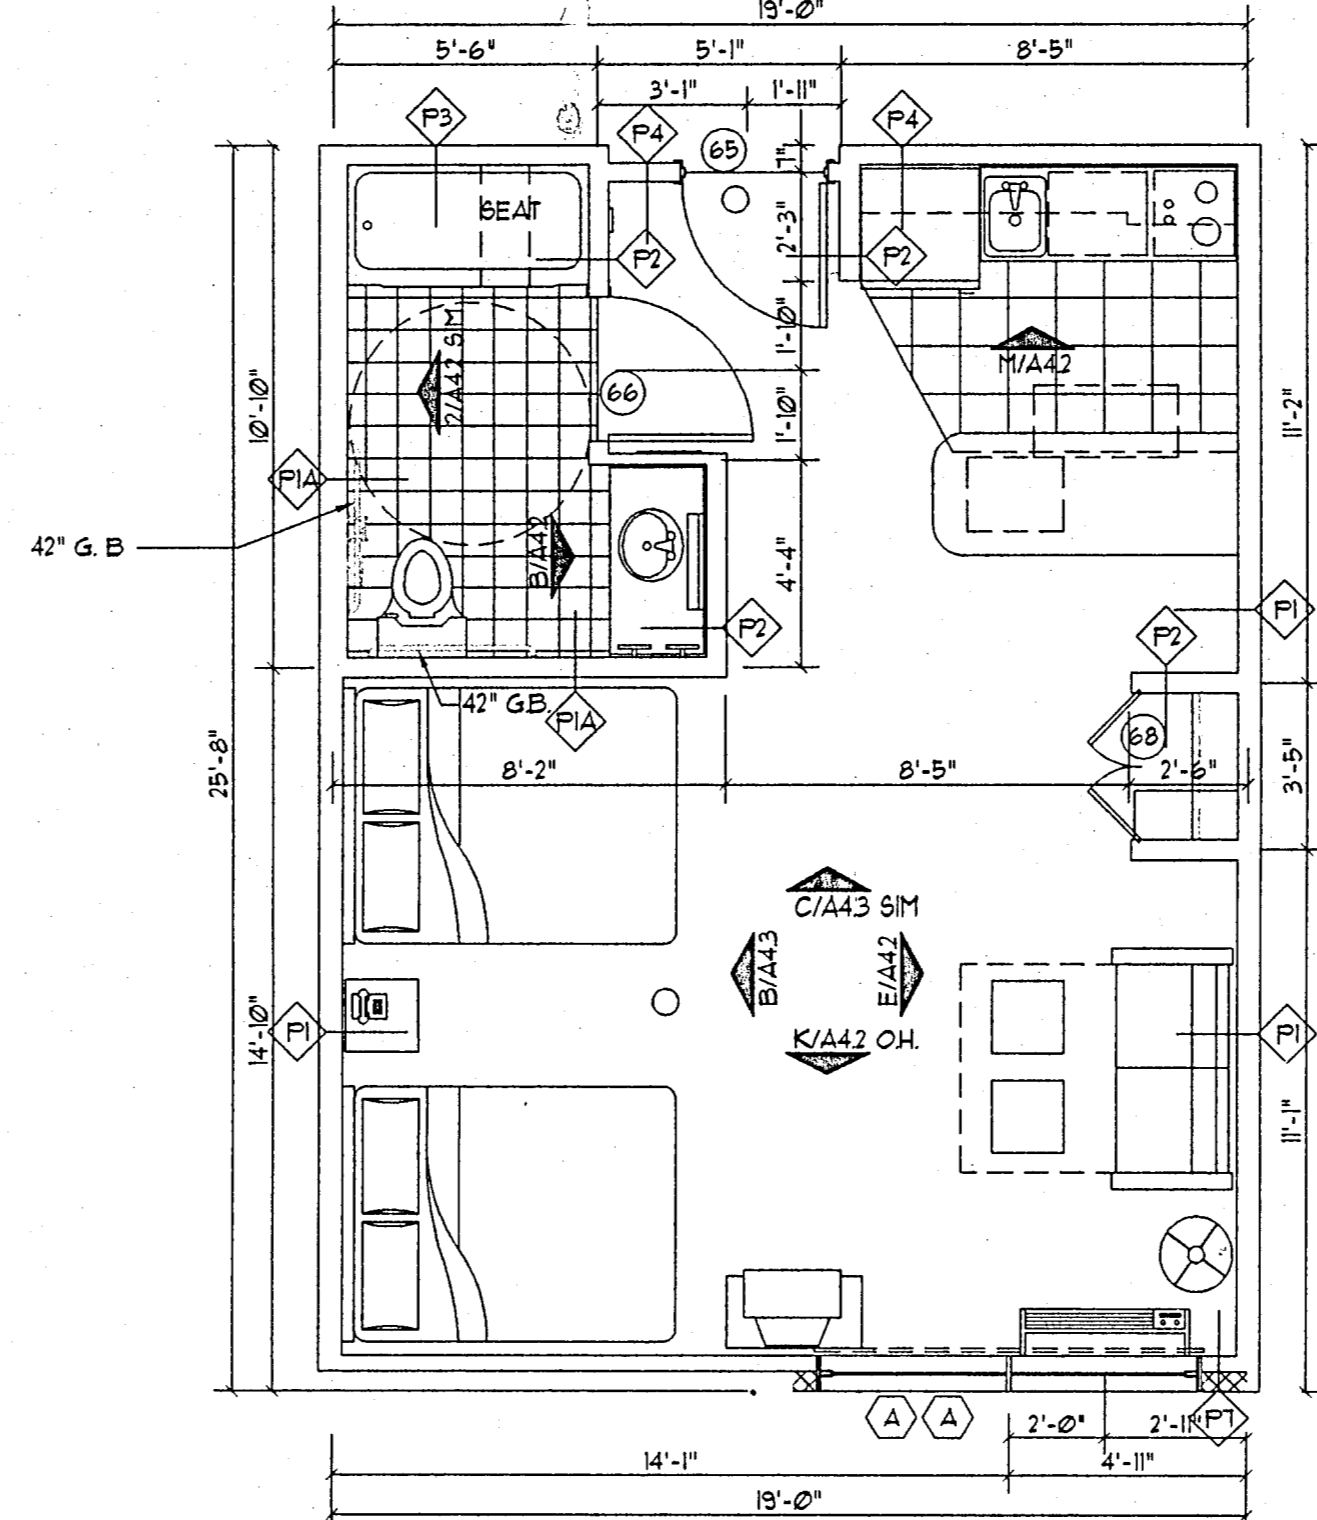 19'-0"
5'-6"
5'-1"
8'-5"
3'-1"
1'-11"
P3
P4
P4
65
7"
SEAT
2'-3"
P2
P2
1'-10"
2/A4.2 SIM
M/A4.2
66
10'-10"
1'-10"
11'-2"
P1A
42" G.B
B/A4.2
4'-4"
P2
P1
P2
42" G.B.
P1A
68
25'-8"
8'-2"
8'-5"
2'-6"
3'-5"
C/A4.3 SIM
B/A4.3
E/A4.2
K/A4.2 O.H.
14'-10"
P1
P1
11'-1"
A
A
2'-0"
2'-11"
P7
14'-1"
4'-11"
19'-0"